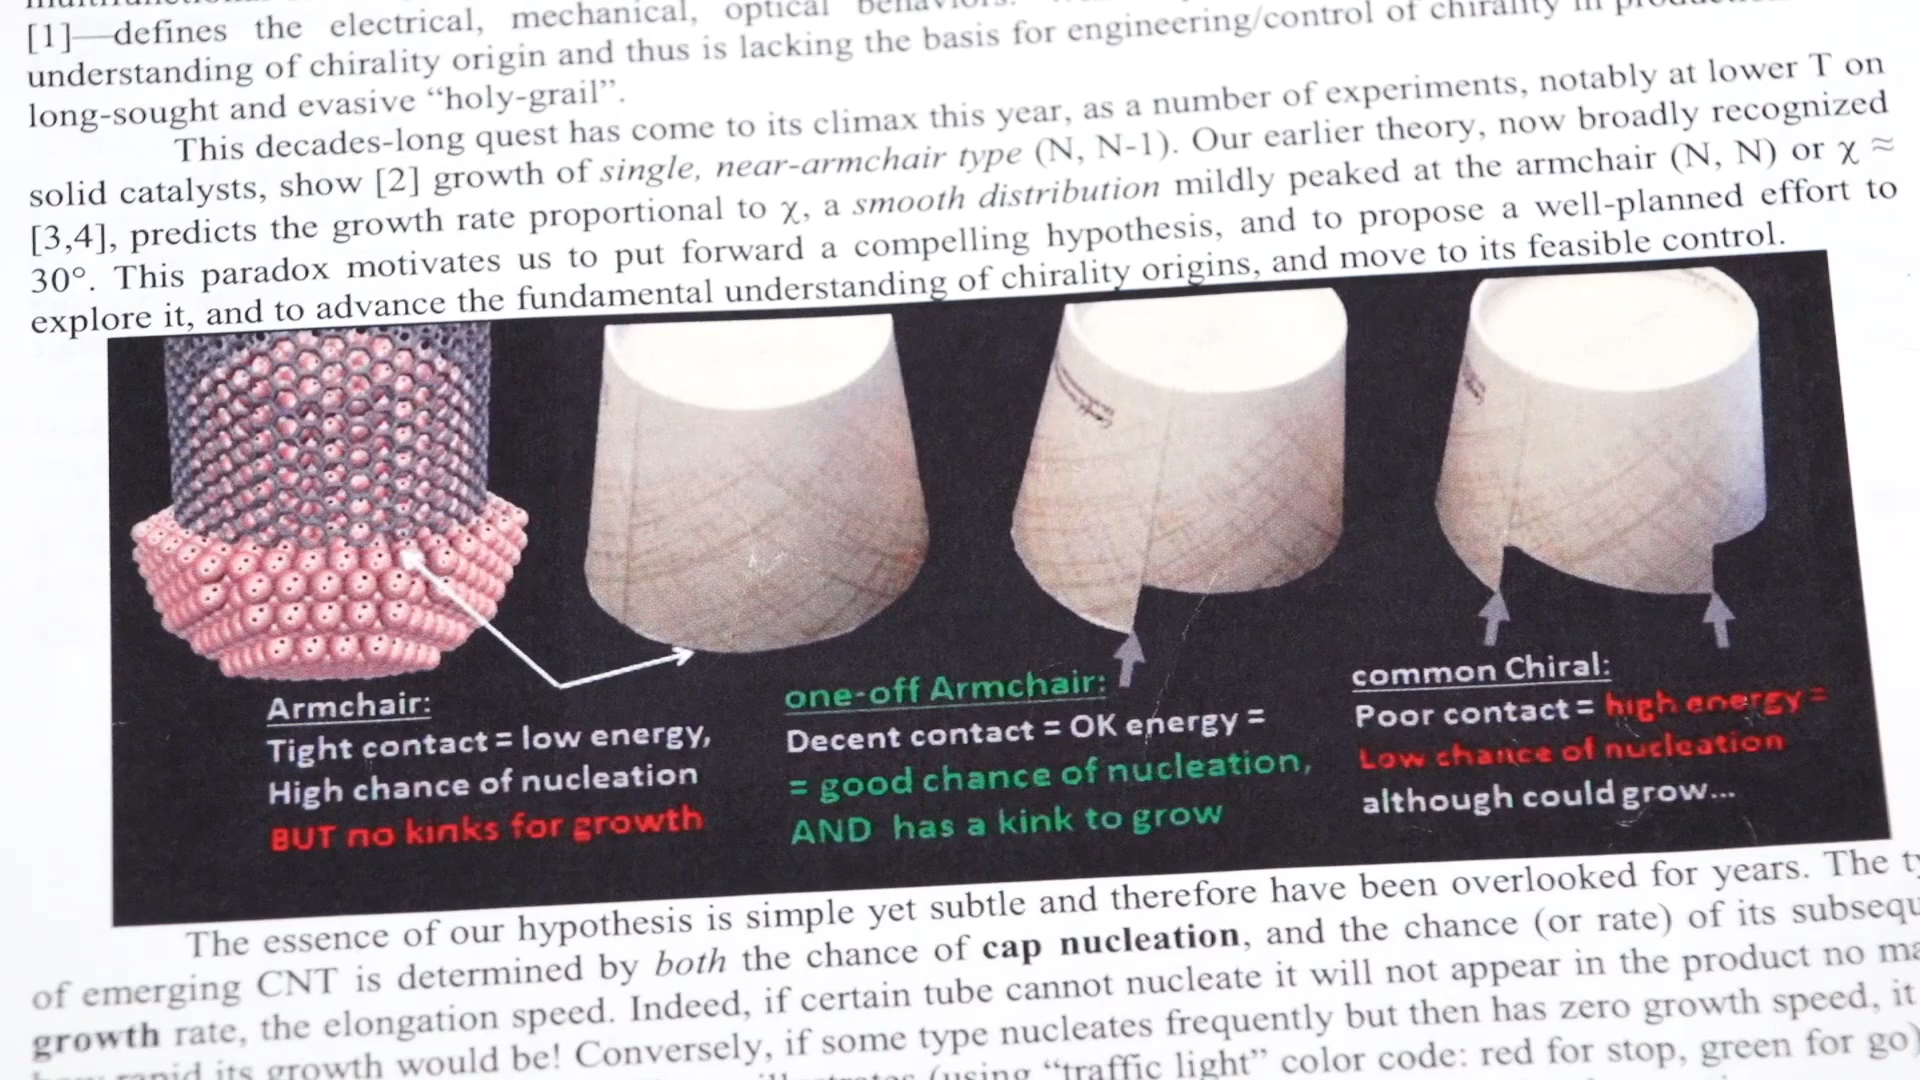 [1]—defines the electrical, mechanical, optical behaviors.
understanding of chirality origin and thus is lacking the basis for engineering/control of chirality in
long-sought and evasive “holy-grail”.
This decades-long quest has come to its climax this year, as a number of experiments, notably at lower T on
solid catalysts, show [2] growth of single, near-armchair type (N, N-1). Our earlier theory, now broadly recognized
[3,4], predicts the growth rate proportional to χ, a smooth distribution mildly peaked at the armchair (N, N) or χ ≈
30°. This paradox motivates us to put forward a compelling hypothesis, and to propose a well-planned effort to
explore it, and to advance the fundamental understanding of chirality origins, and move to its feasible control.
Armchair:
Tight contact = low energy,
High chance of nucleation
BUT no kinks for growth
one-off Armchair:
Decent contact = OK energy =
= good chance of nucleation,
AND has a kink to grow
common Chiral:
Poor contact = high energy =
Low chance of nucleation
although could grow...
The essence of our hypothesis is simple yet subtle and therefore have been overlooked for years. The
of emerging CNT is determined by both the chance of cap nucleation, and the chance (or rate) of its subsequ
growth rate, the elongation speed. Indeed, if certain tube cannot nucleate it will not appear in the product no
rapid its growth would be! Conversely, if some type nucleates frequently but then has zero growth speed, it
(using “traffic light” color code: red for stop, green for go)